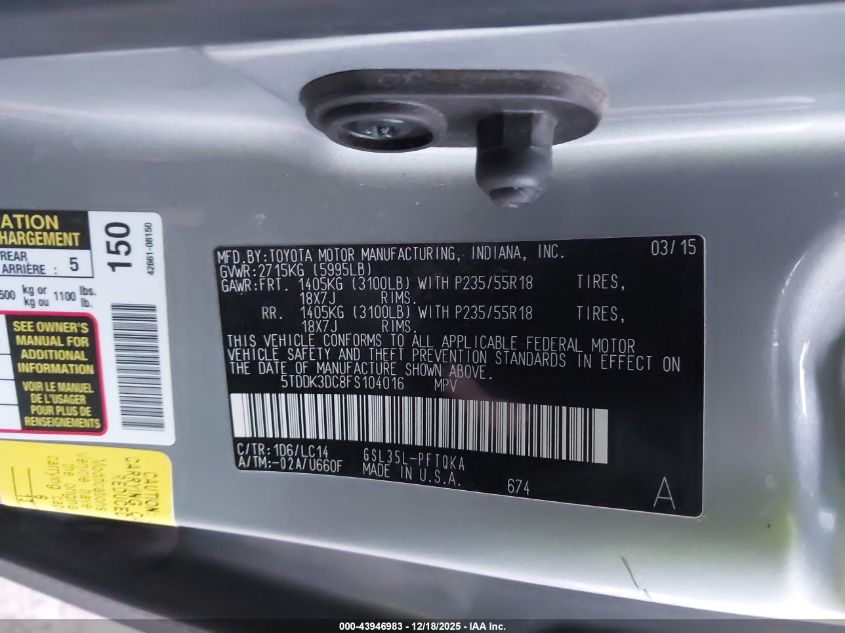 ATION
HARGEMENT
REAR
ARRIÈRE : 5
500 kg or 1100 lbs.
kg ou lb.
150
42661-08150
SEE OWNER'S
MANUAL FOR
ADDITIONAL
INFORMATION
VOIR LE MANUEL
DE L'USAGER
POUR PLUS DE
RENSEIGNEMENTS
CAUTION
REDUCE
MFD.BY:TOYOTA MOTOR MANUFACTURING, INDIANA, INC. 03/15
GVWR:2715KG (5995LB)
GAWR:FRT. 1405KG (3100LB) WITH P235/55R18 TIRES,
18X7J RIMS.
RR. 1405KG (3100LB) WITH P235/55R18 TIRES,
18X7J RIMS.
THIS VEHICLE CONFORMS TO ALL APPLICABLE FEDERAL MOTOR
VEHICLE SAFETY AND THEFT PREVENTION STANDARDS IN EFFECT ON
THE DATE OF MANUFACTURE SHOWN ABOVE.
5TDDK3DC8FS104016 MPV
C/TR:1D6/LC14 GSL35L-PFTQKA
A/TM:-02A/U660F MADE IN U.S.A.
674 A
000-43946983 - 12/18/2025 - IAA Inc.